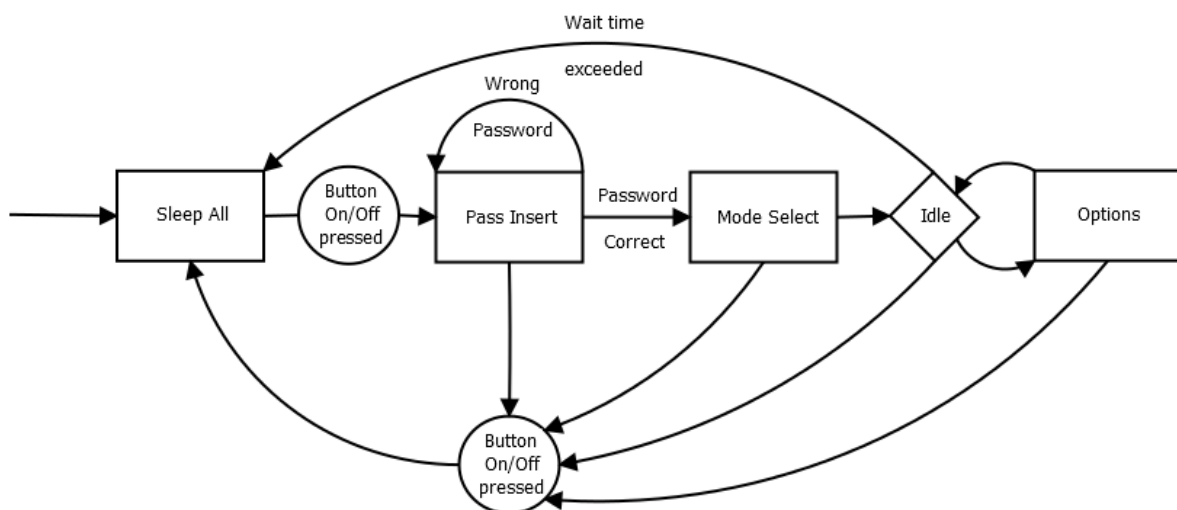 Wait time
exceeded
Wrong
Password
Sleep All
Button
On/Off
pressed
Pass Insert
Password
Correct
Mode Select
Idle
Options
Button
On/Off
pressed